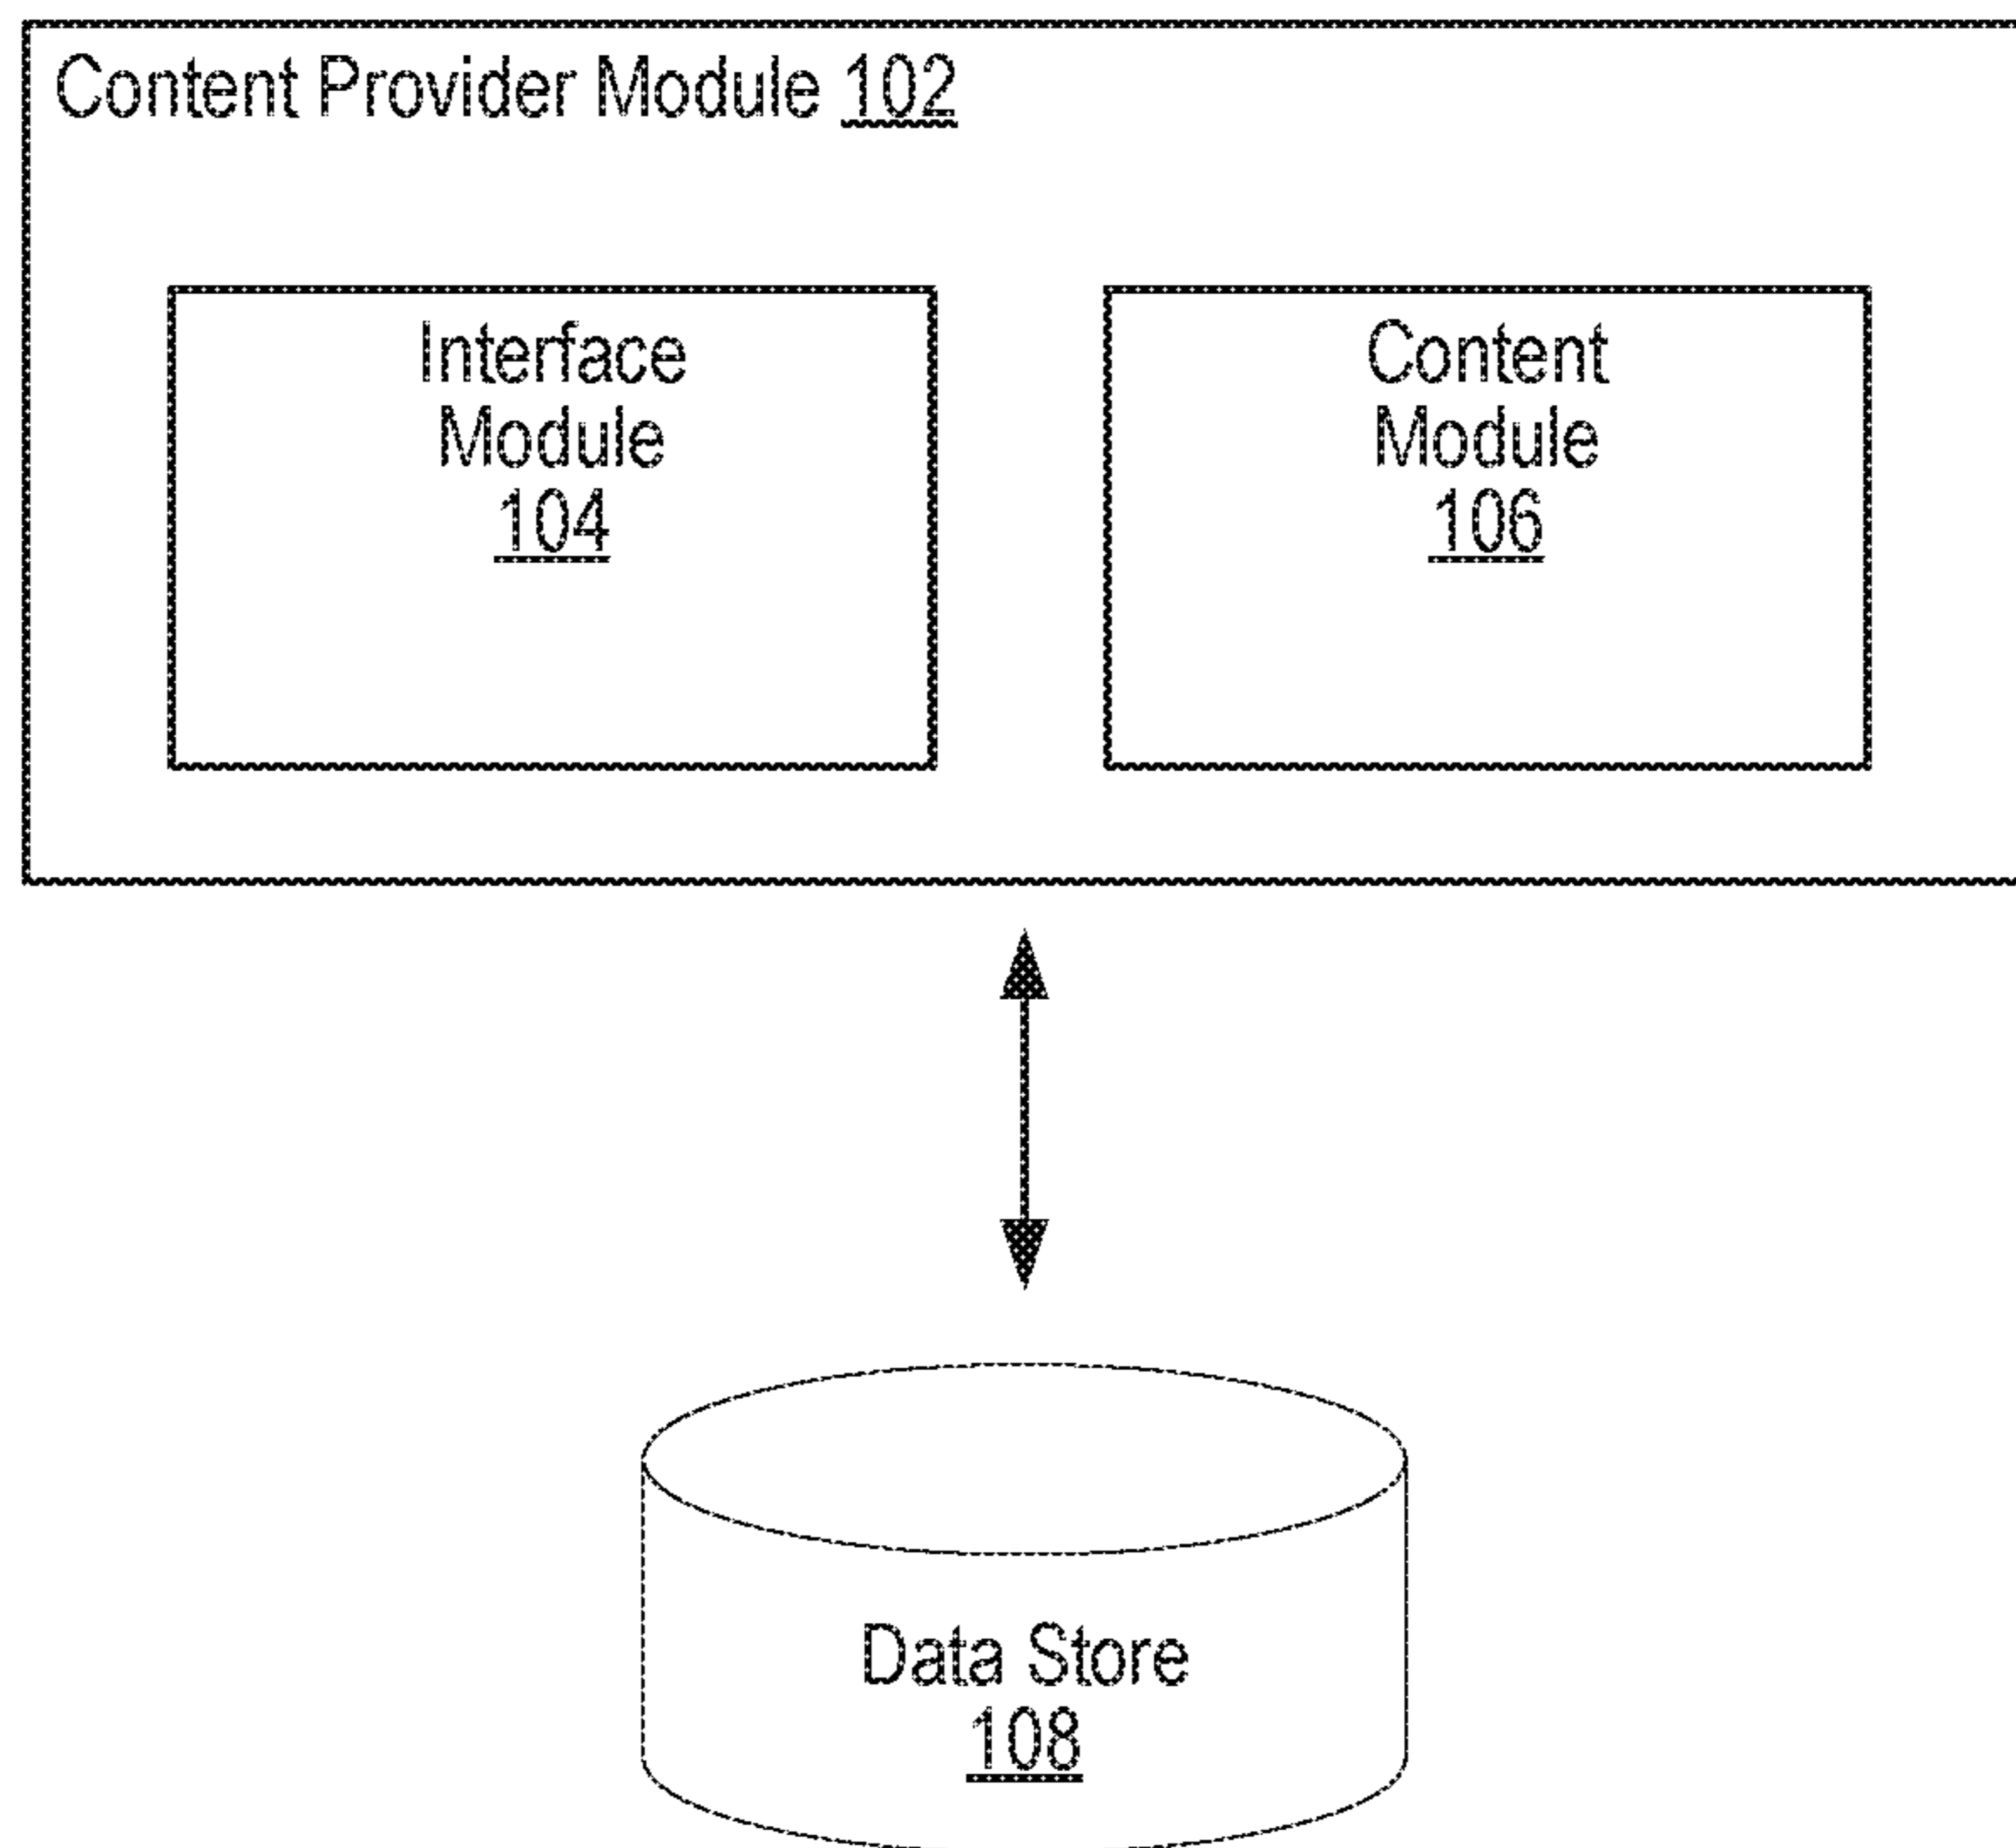 Content Provider Module 102
Interface
Module
104
Content
Module
106
Data Store
108